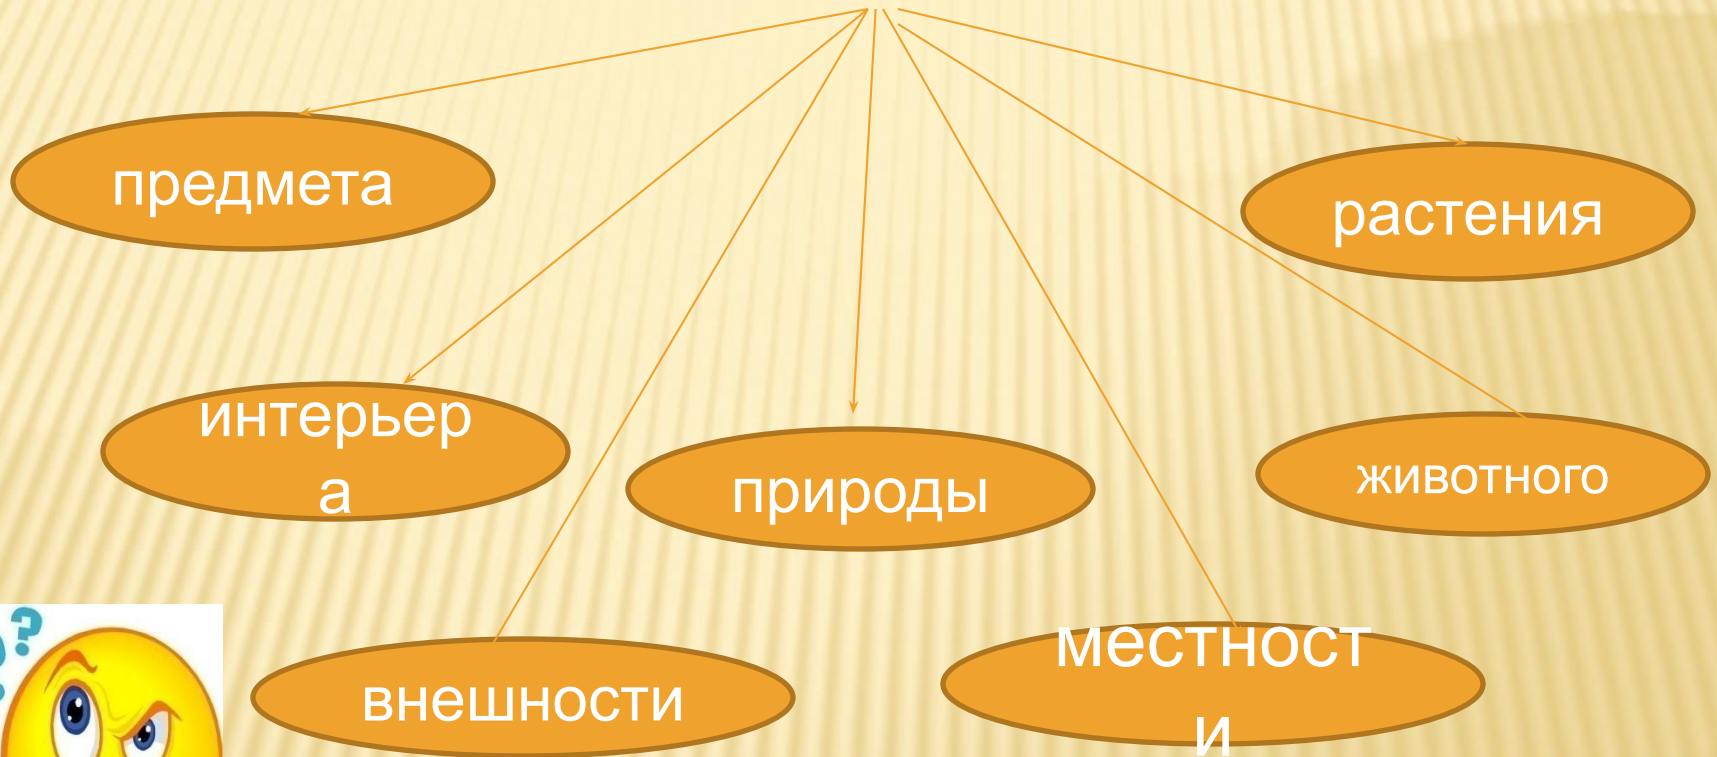 предмета
растения
интерьер
а
природы
животного
внешности
местност
и
?